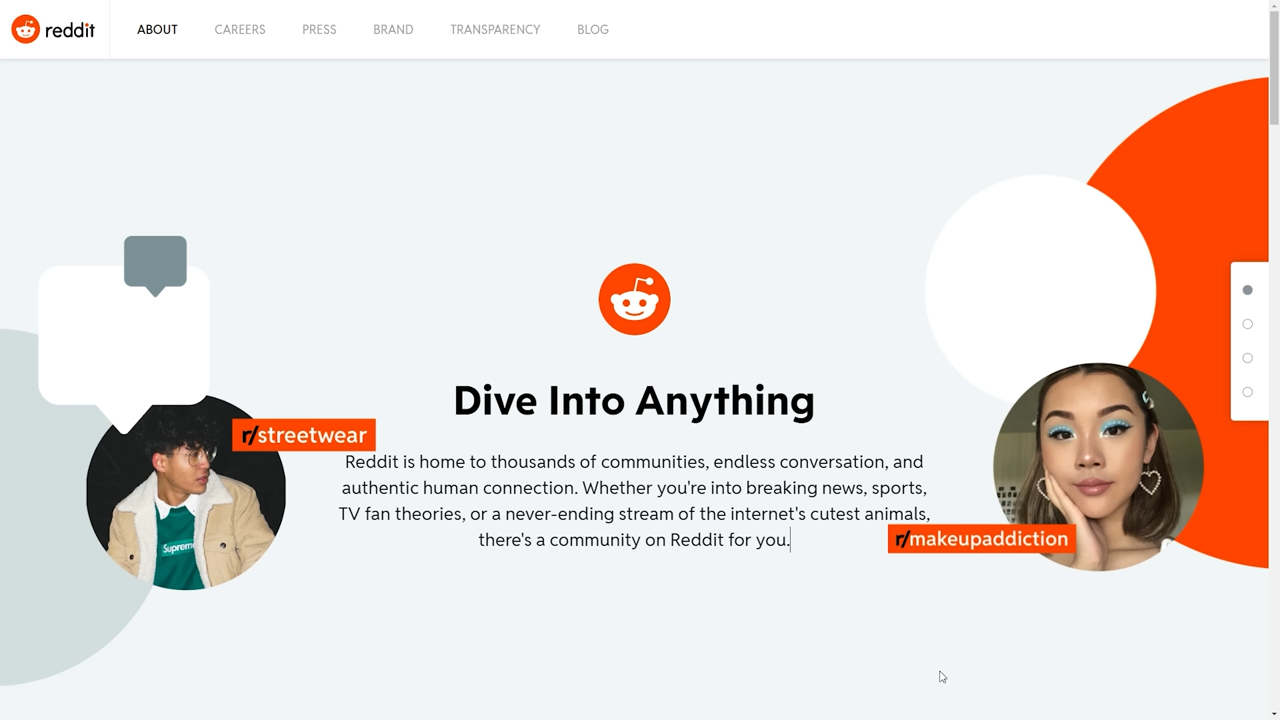 reddit
ABOUT
CAREERS
PRESS
BRAND
TRANSPARENCY
BLOG
Dive Into Anything
r/streetwear
Reddit is home to thousands of communities, endless conversation, and
authentic human connection. Whether you're into breaking news, sports,
TV fan theories, or a never-ending stream of the internet's cutest animals,
there's a community on Reddit for you.
r/makeupaddiction
Supreme